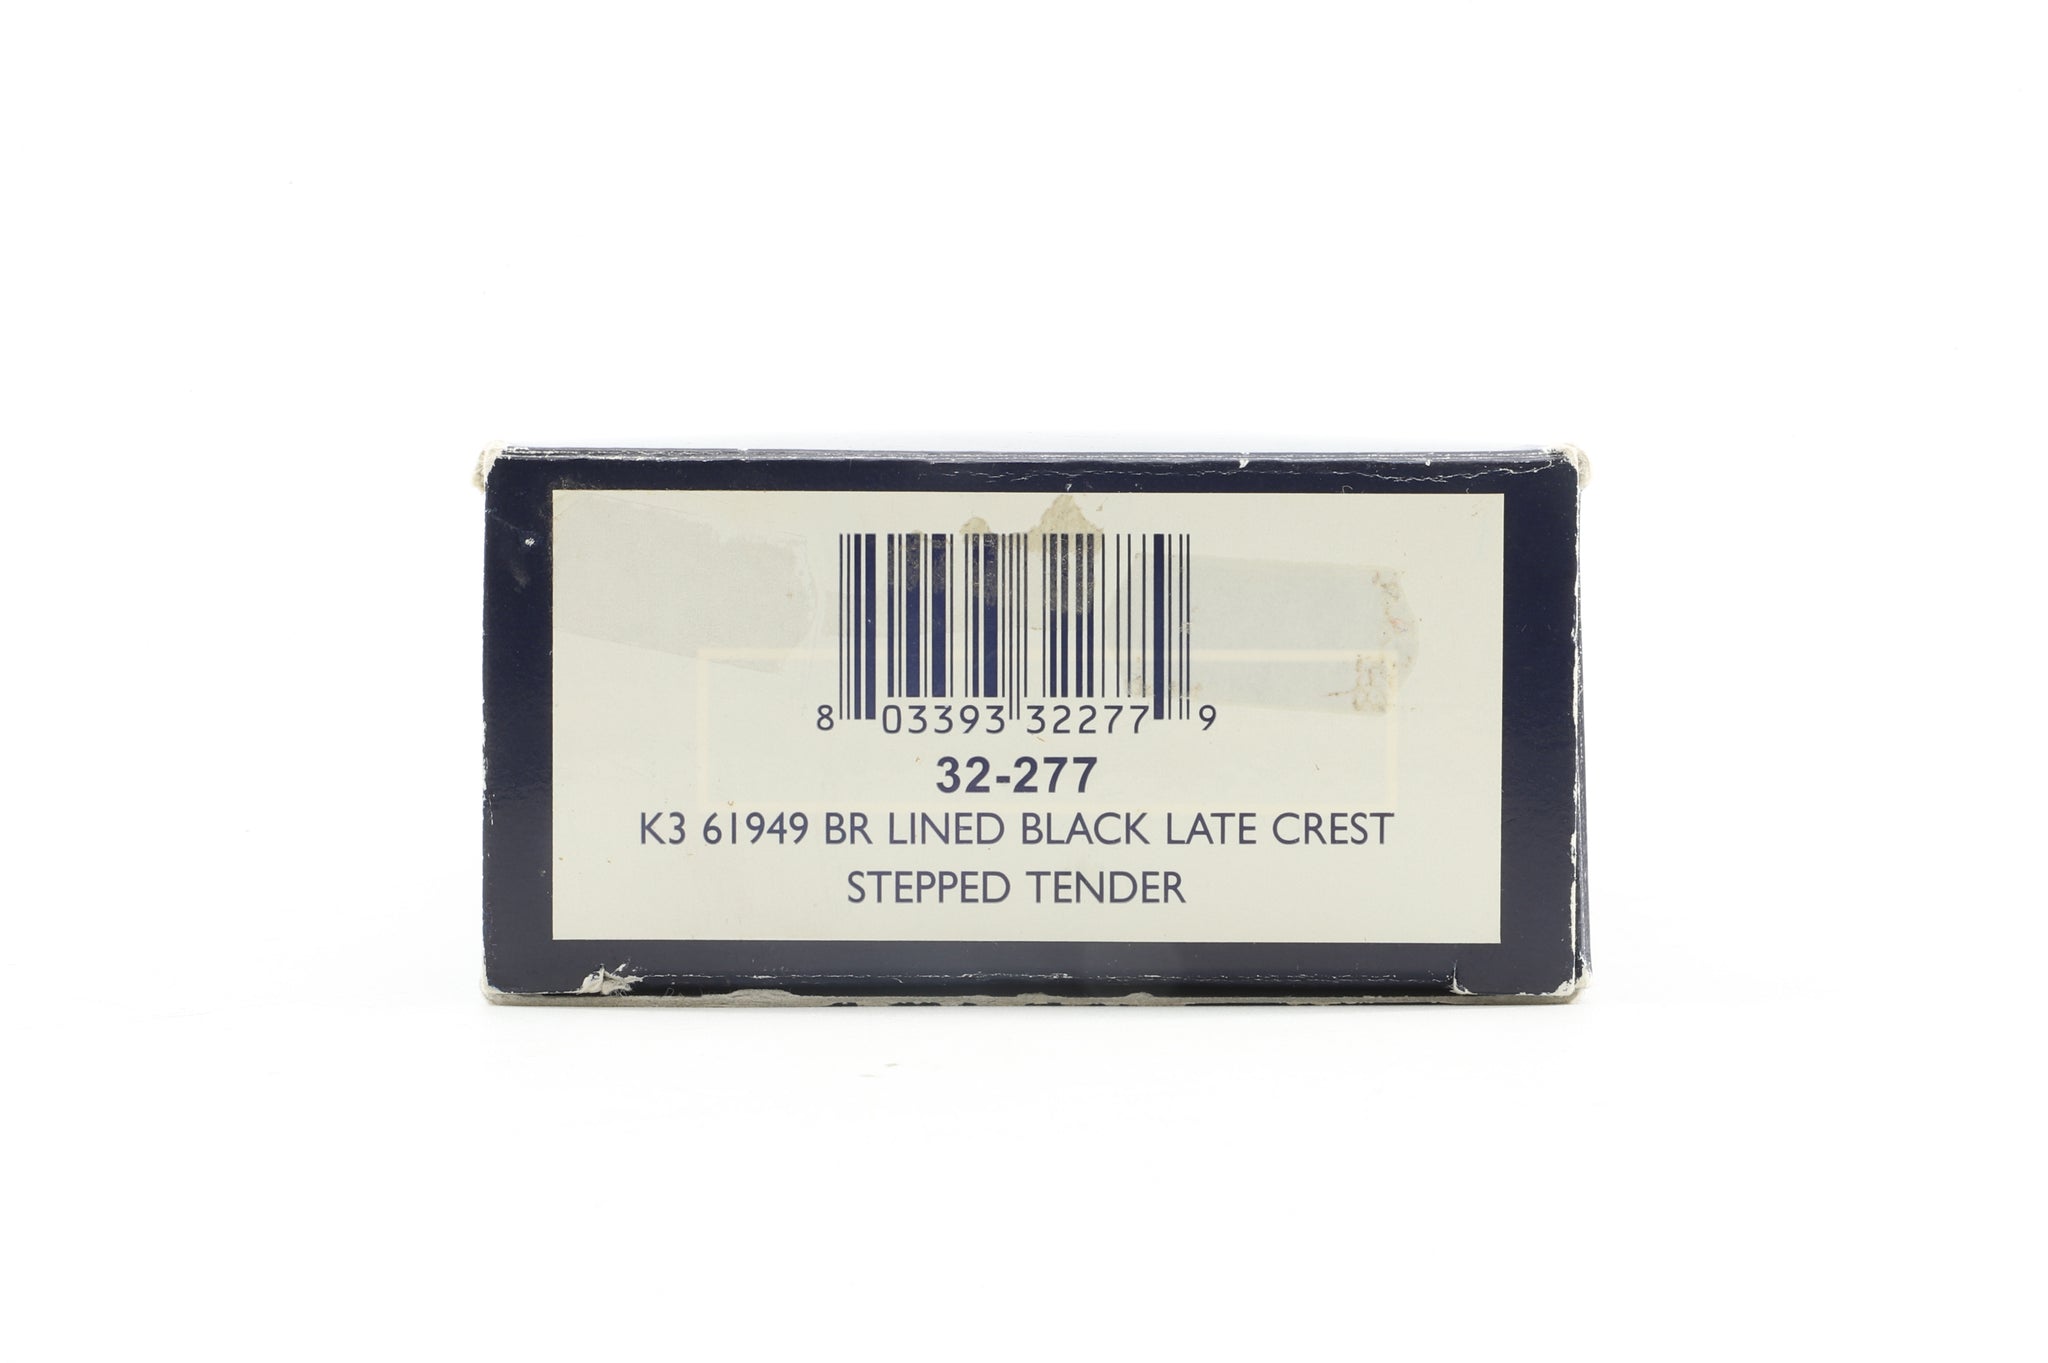 8 03393 32277 9
32-277
K3 61949 BR LINED BLACK LATE CREST
STEPPED TENDER